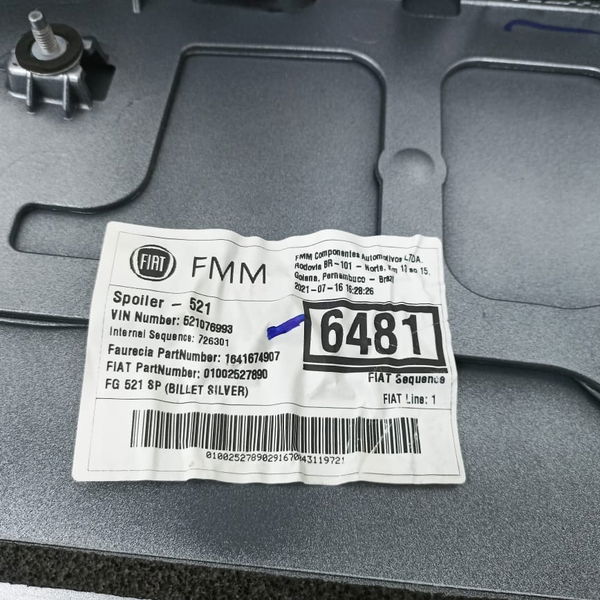 FIAT FMM
FMM Componentes Automotivos LTDA.
Rodovia BR-101 - Norte, km 13 ao 15,
Goiana, Pernambuco - Brazil
2021-07-16 16:28:26
Spoiler - 521
VIN Number: 521076993
Internal Sequence: 726301
Faurecia PartNumber: 1641674907
FIAT PartNumber: 01002527890
FG 521 SP (BILLET SILVER)
6481
FIAT Sequence
FIAT Line: 1